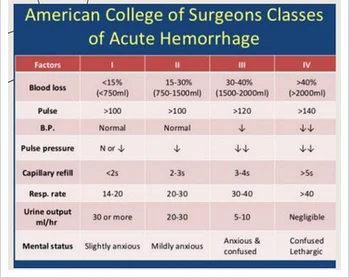 American College of Surgeons Classes
of Acute Hemorrhage
Factors I II III IV
Blood loss <15% (<750ml) 15-30% (750-1500ml) 30-40% (1500-2000ml) >40% (>2000ml)
Pulse >100 >100 >120 >140
B.P. Normal Normal ↓ ↓↓
Pulse pressure N or ↓ ↓ ↓↓ ↓↓
Capillary refill <2s 2-3s 3-4s >5s
Resp. rate 14-20 20-30 30-40 >40
Urine output ml/hr 30 or more 20-30 5-10 Negligible
Mental status Slightly anxious Mildly anxious Anxious & confused Confused Lethargic